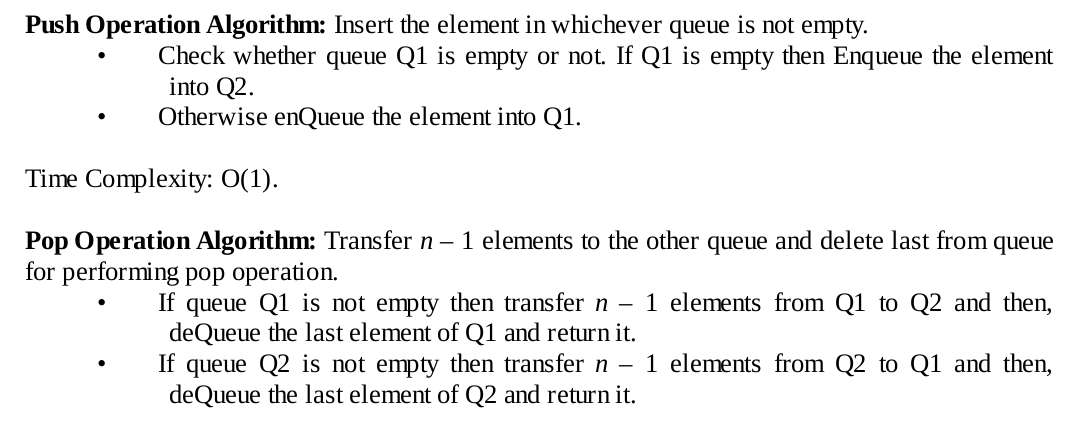 Push Operation Algorithm: Insert the element in whichever queue is not empty.
• Check whether queue Q1 is empty or not. If Q1 is empty then Enqueue the element
into Q2.
• Otherwise enQueue the element into Q1.
Time Complexity: O(1).
Pop Operation Algorithm: Transfer n – 1 elements to the other queue and delete last from queue
for performing pop operation.
• If queue Q1 is not empty then transfer n – 1 elements from Q1 to Q2 and then,
deQueue the last element of Q1 and return it.
• If queue Q2 is not empty then transfer n – 1 elements from Q2 to Q1 and then,
deQueue the last element of Q2 and return it.